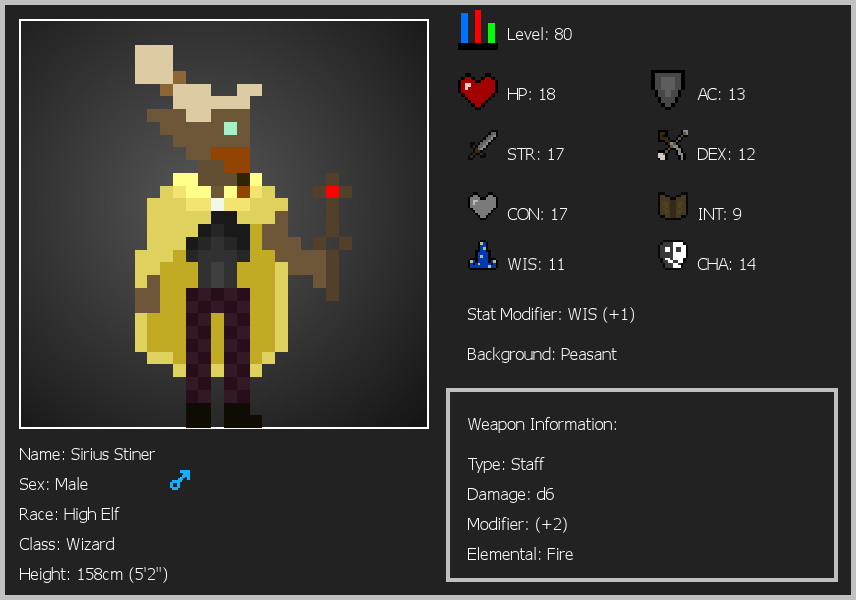 Level: 80
HP: 18
AC: 13
STR: 17
DEX: 12
CON: 17
INT: 9
WIS: 11
CHA: 14
Stat Modifier: WIS (+1)
Background: Peasant
Weapon Information:
Type: Staff
Damage: d6
Modifier: (+2)
Elemental: Fire
Name: Sirius Stiner
Sex: Male
Race: High Elf
Class: Wizard
Height: 158cm (5'2")